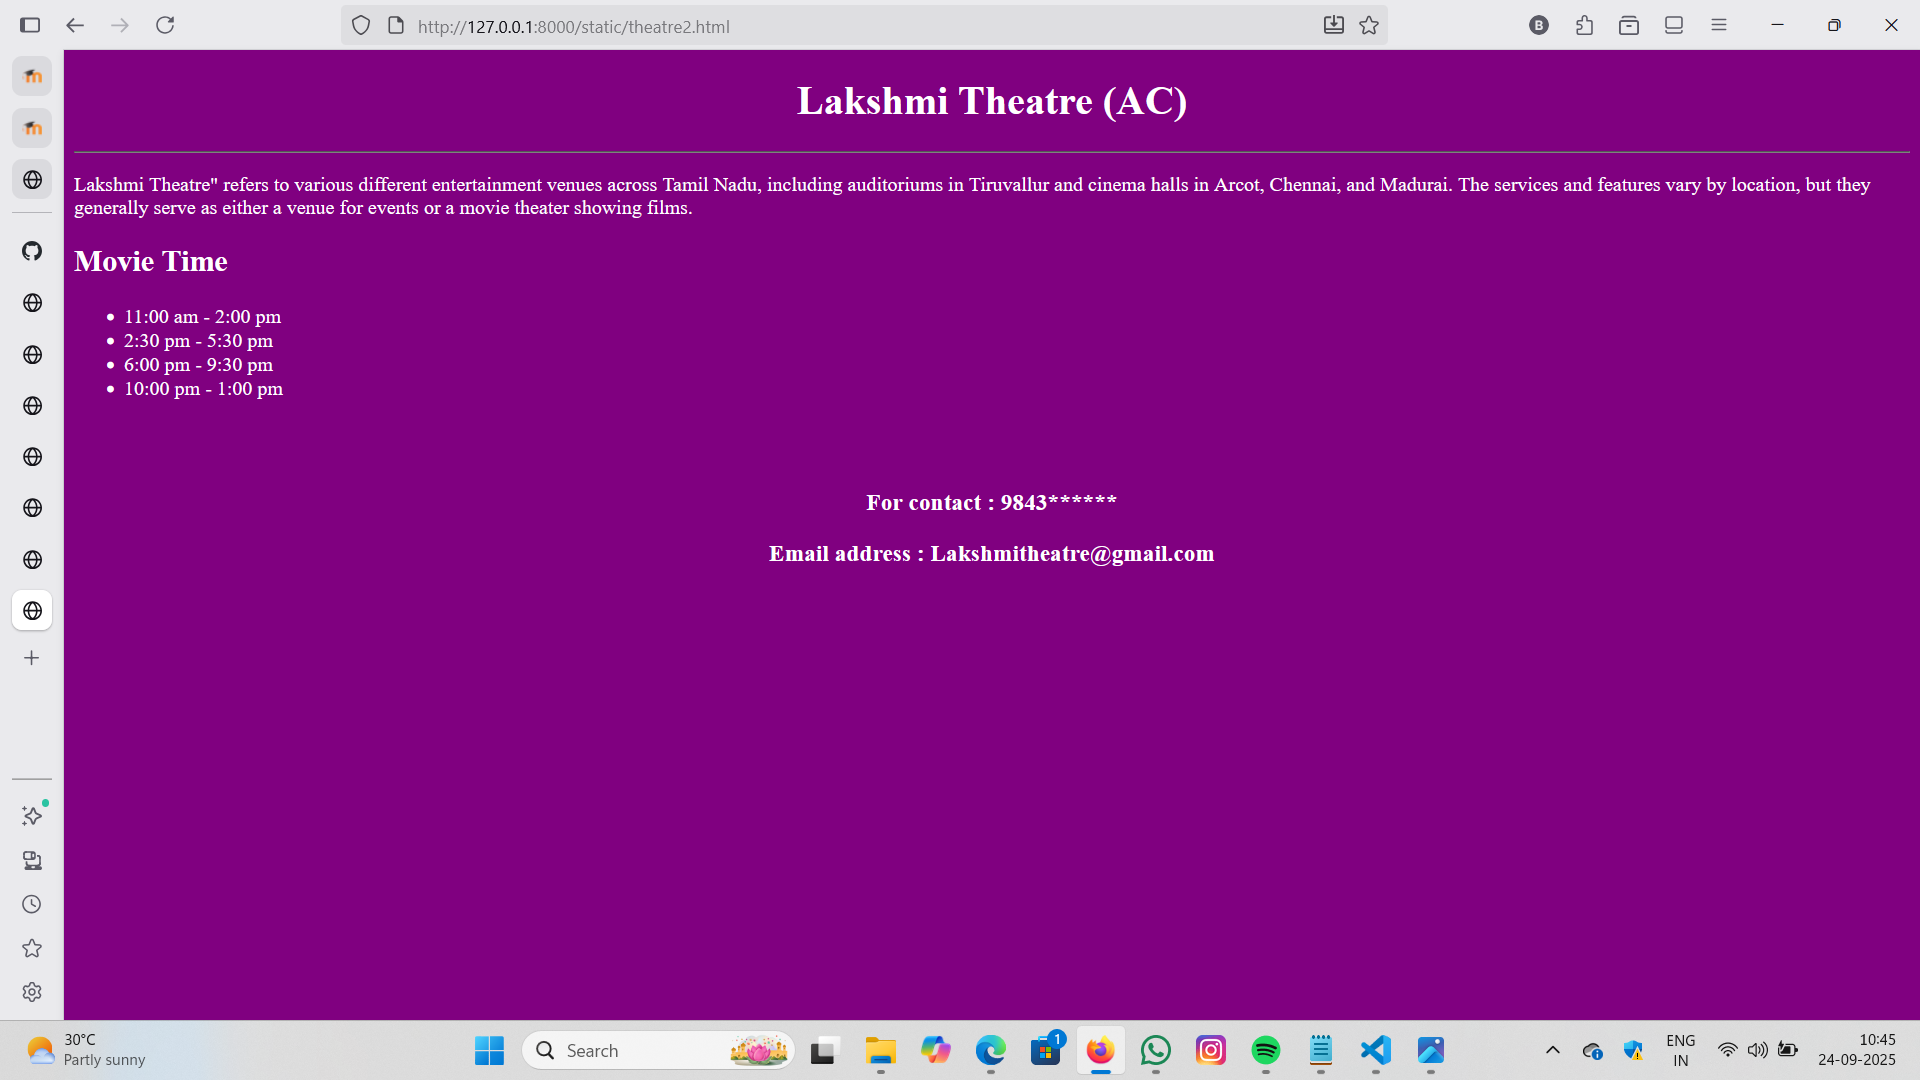 http://127.0.0.1:8000/static/theatre2.html
B
Lakshmi Theatre (AC)
Lakshmi Theatre" refers to various different entertainment venues across Tamil Nadu, including auditoriums in Tiruvallur and cinema halls in Arcot, Chennai, and Madurai. The services and features vary by location, but they
generally serve as either a venue for events or a movie theater showing films.
Movie Time
11:00 am - 2:00 pm
2:30 pm - 5:30 pm
6:00 pm - 9:30 pm
10:00 pm - 1:00 pm
For contact : 9843******
Email address : Lakshmitheatre@gmail.com
30°C
Partly sunny
Search
1
ENG
IN
10:45
24-09-2025